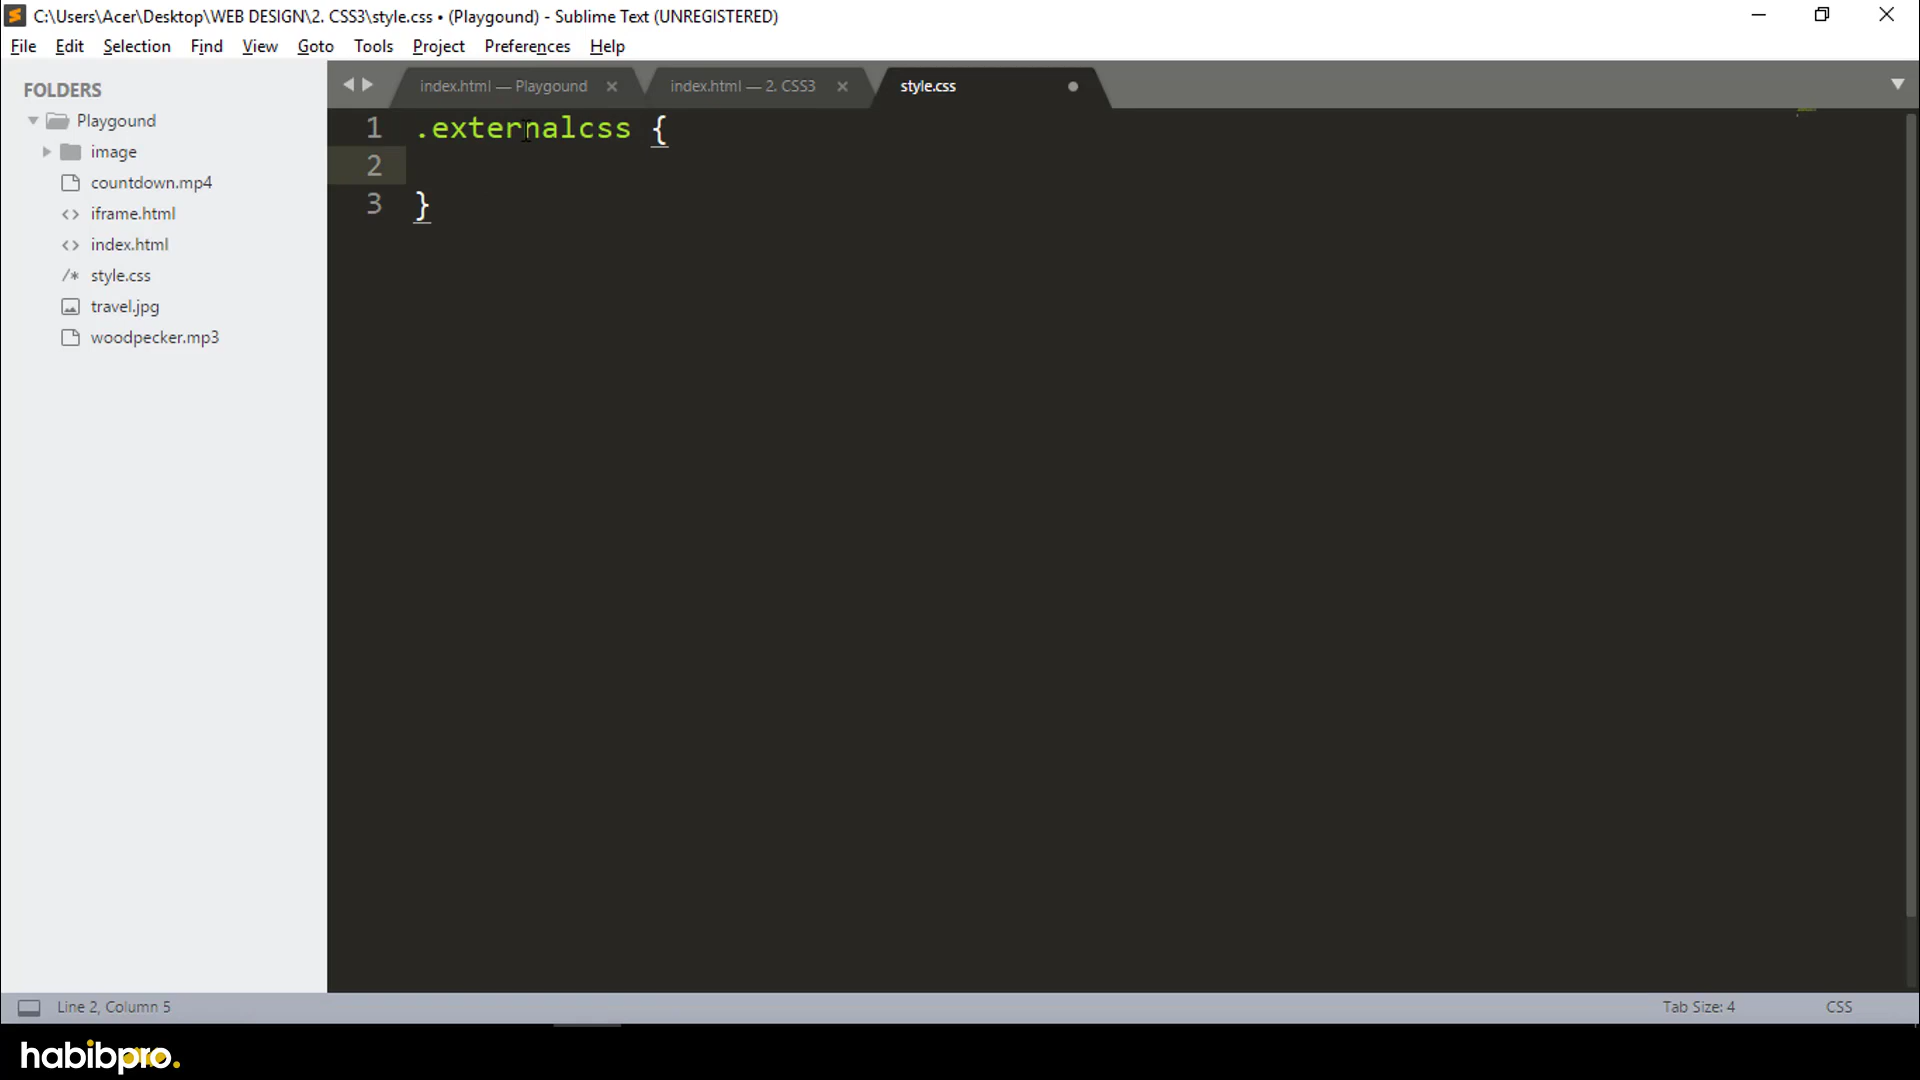 C:\Users\Acer\Desktop\WEB DESIGN\2. CSS3\style.css • (Playgound) - Sublime Text (UNREGISTERED)
File Edit Selection Find View Goto Tools Project Preferences Help
FOLDERS
Playgound
image
countdown.mp4
iframe.html
index.html
style.css
travel.jpg
woodpecker.mp3
index.html — Playgound
index.html — 2. CSS3
style.css
1 .externalcss {
2
3 }
Line 2, Column 5
Tab Size: 4
CSS
habibpro.